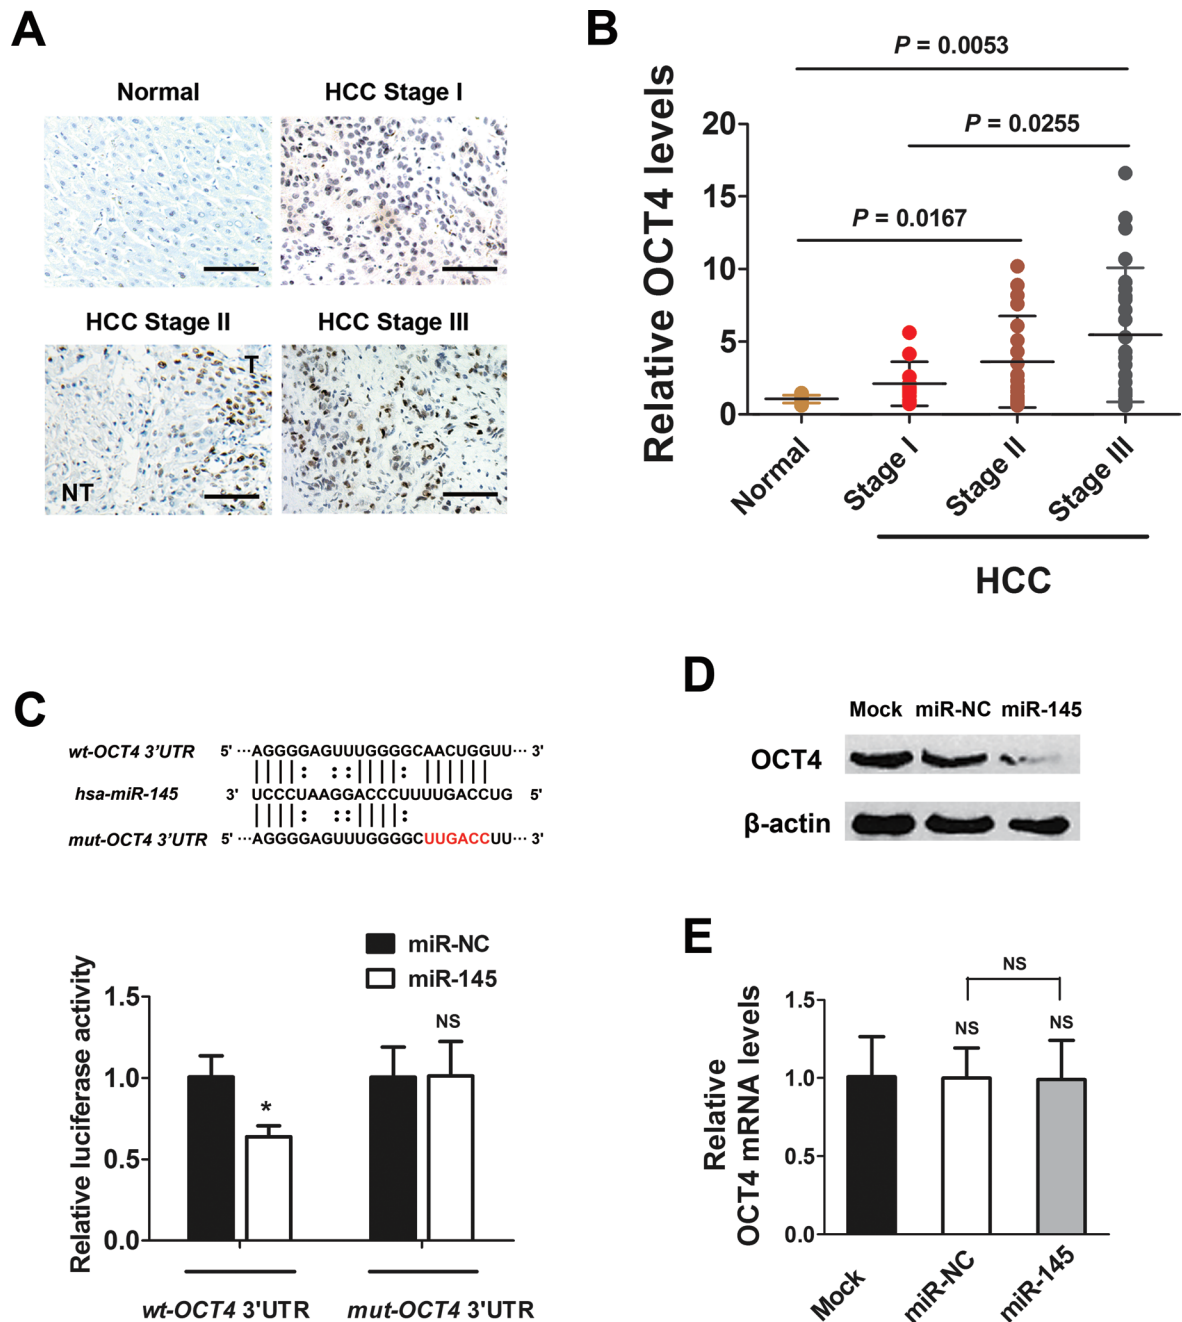 A
Normal
HCC Stage I
HCC Stage II
HCC Stage III
T
NT
B
P = 0.0053
P = 0.0255
P = 0.0167
Relative OCT4 levels
20
15
10
5
0
Normal
Stage I
Stage II
Stage III
HCC
C
wt-OCT4 3'UTR 5' ···AGGGGAGUUUGGGGCAACUGGUU··· 3'
hsa-miR-145 3' UCCCUAAGGACCCUUUUGACCUG 5'
mut-OCT4 3'UTR 5' ···AGGGGAGUUUGGGGCUUGACCUU··· 3'
miR-NC
miR-145
Relative luciferase activity
1.5
1.0
0.5
0.0
*
NS
wt-OCT4 3'UTR
mut-OCT4 3'UTR
D
Mock miR-NC miR-145
OCT4
β-actin
E
NS
NS
NS
Relative
OCT4 mRNA levels
1.5
1.0
0.5
0.0
Mock
miR-NC
miR-145